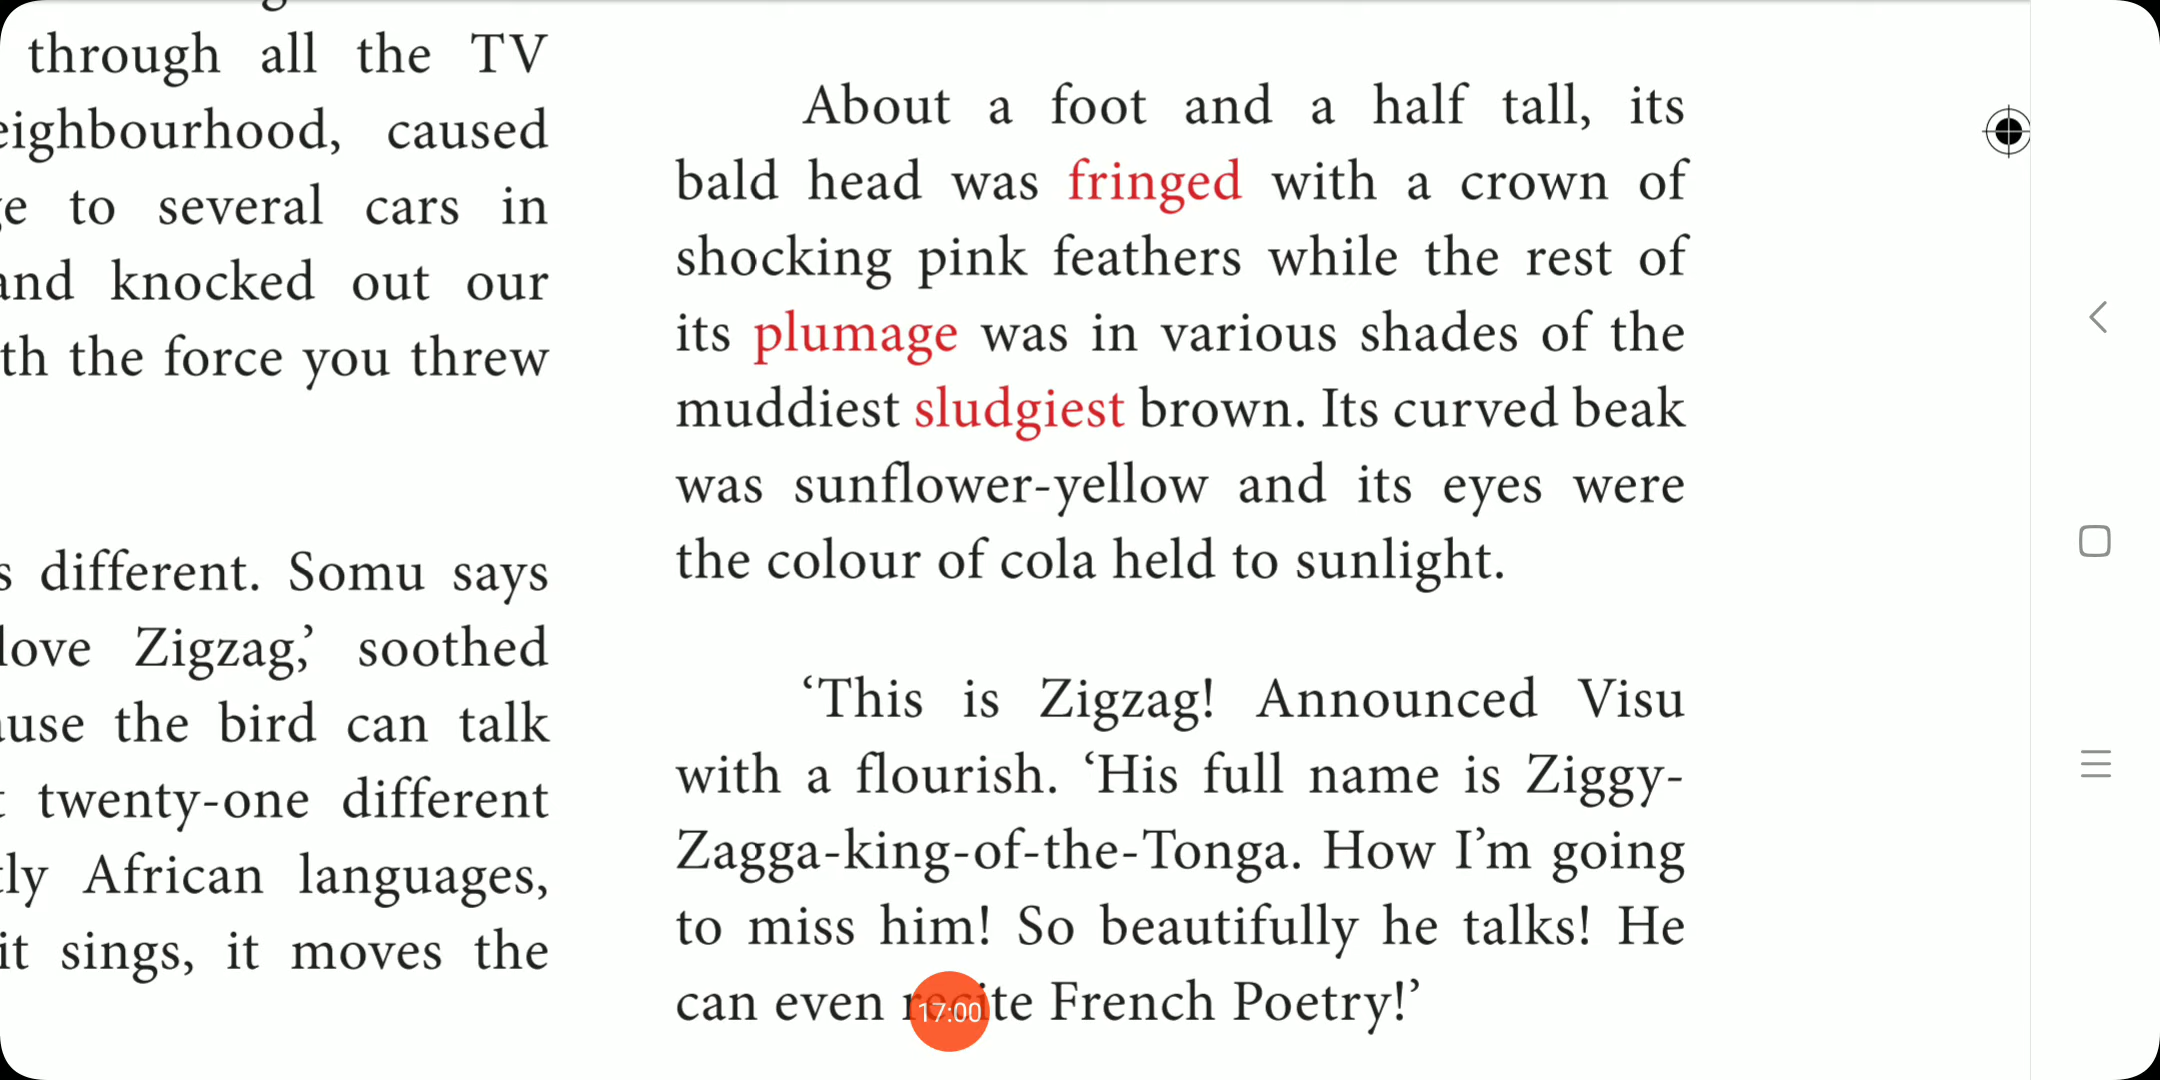 through all the TV
eighbourhood, caused
to several cars in
and knocked out our
the force you threw
different. Somu says
love Zigzag,’ soothed
the bird can talk
twenty-one different
African languages,
it sings, it moves the
About a foot and a half tall, its
bald head was fringed with a crown of
shocking pink feathers while the rest of
its plumage was in various shades of the
muddiest sludgiest brown. Its curved beak
was sunflower-yellow and its eyes were
the colour of cola held to sunlight.
‘This is Zigzag! Announced Visu
with a flourish. ‘His full name is Ziggy-
Zagga-king-of-the-Tonga. How I’m going
to miss him! So beautifully he talks! He
can even recite French Poetry!’
17:00